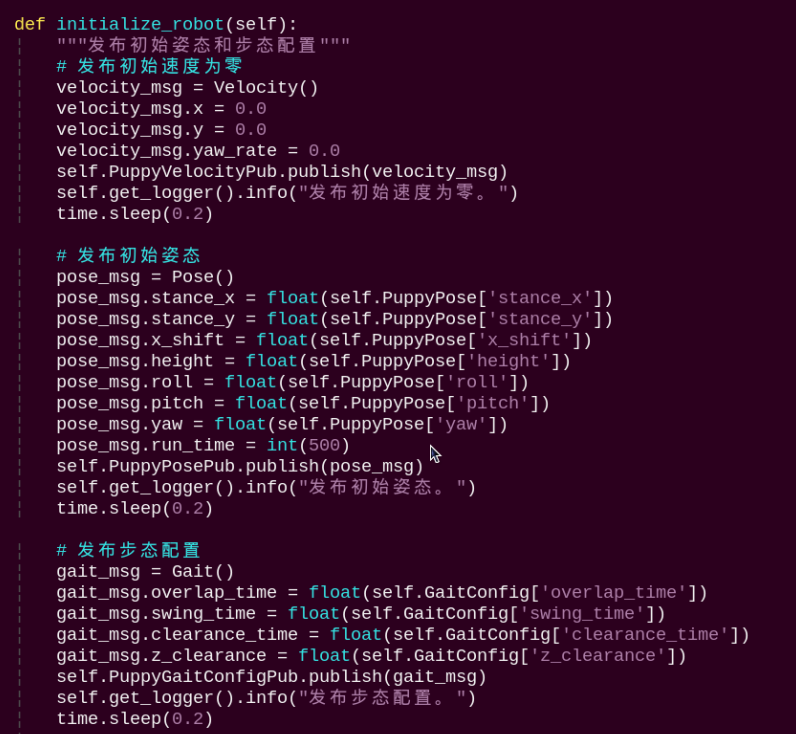 def initialize_robot(self):
    """发布初始姿态和步态配置"""
    # 发布初始速度为零
    velocity_msg = Velocity()
    velocity_msg.x = 0.0
    velocity_msg.y = 0.0
    velocity_msg.yaw_rate = 0.0
    self.PuppyVelocityPub.publish(velocity_msg)
    self.get_logger().info("发布初始速度为零。")
    time.sleep(0.2)

    # 发布初始姿态
    pose_msg = Pose()
    pose_msg.stance_x = float(self.PuppyPose['stance_x'])
    pose_msg.stance_y = float(self.PuppyPose['stance_y'])
    pose_msg.x_shift = float(self.PuppyPose['x_shift'])
    pose_msg.height = float(self.PuppyPose['height'])
    pose_msg.roll = float(self.PuppyPose['roll'])
    pose_msg.pitch = float(self.PuppyPose['pitch'])
    pose_msg.yaw = float(self.PuppyPose['yaw'])
    pose_msg.run_time = int(500)
    self.PuppyPosePub.publish(pose_msg)
    self.get_logger().info("发布初始姿态。")
    time.sleep(0.2)

    # 发布步态配置
    gait_msg = Gait()
    gait_msg.overlap_time = float(self.GaitConfig['overlap_time'])
    gait_msg.swing_time = float(self.GaitConfig['swing_time'])
    gait_msg.clearance_time = float(self.GaitConfig['clearance_time'])
    gait_msg.z_clearance = float(self.GaitConfig['z_clearance'])
    self.PuppyGaitConfigPub.publish(gait_msg)
    self.get_logger().info("发布步态配置。")
    time.sleep(0.2)